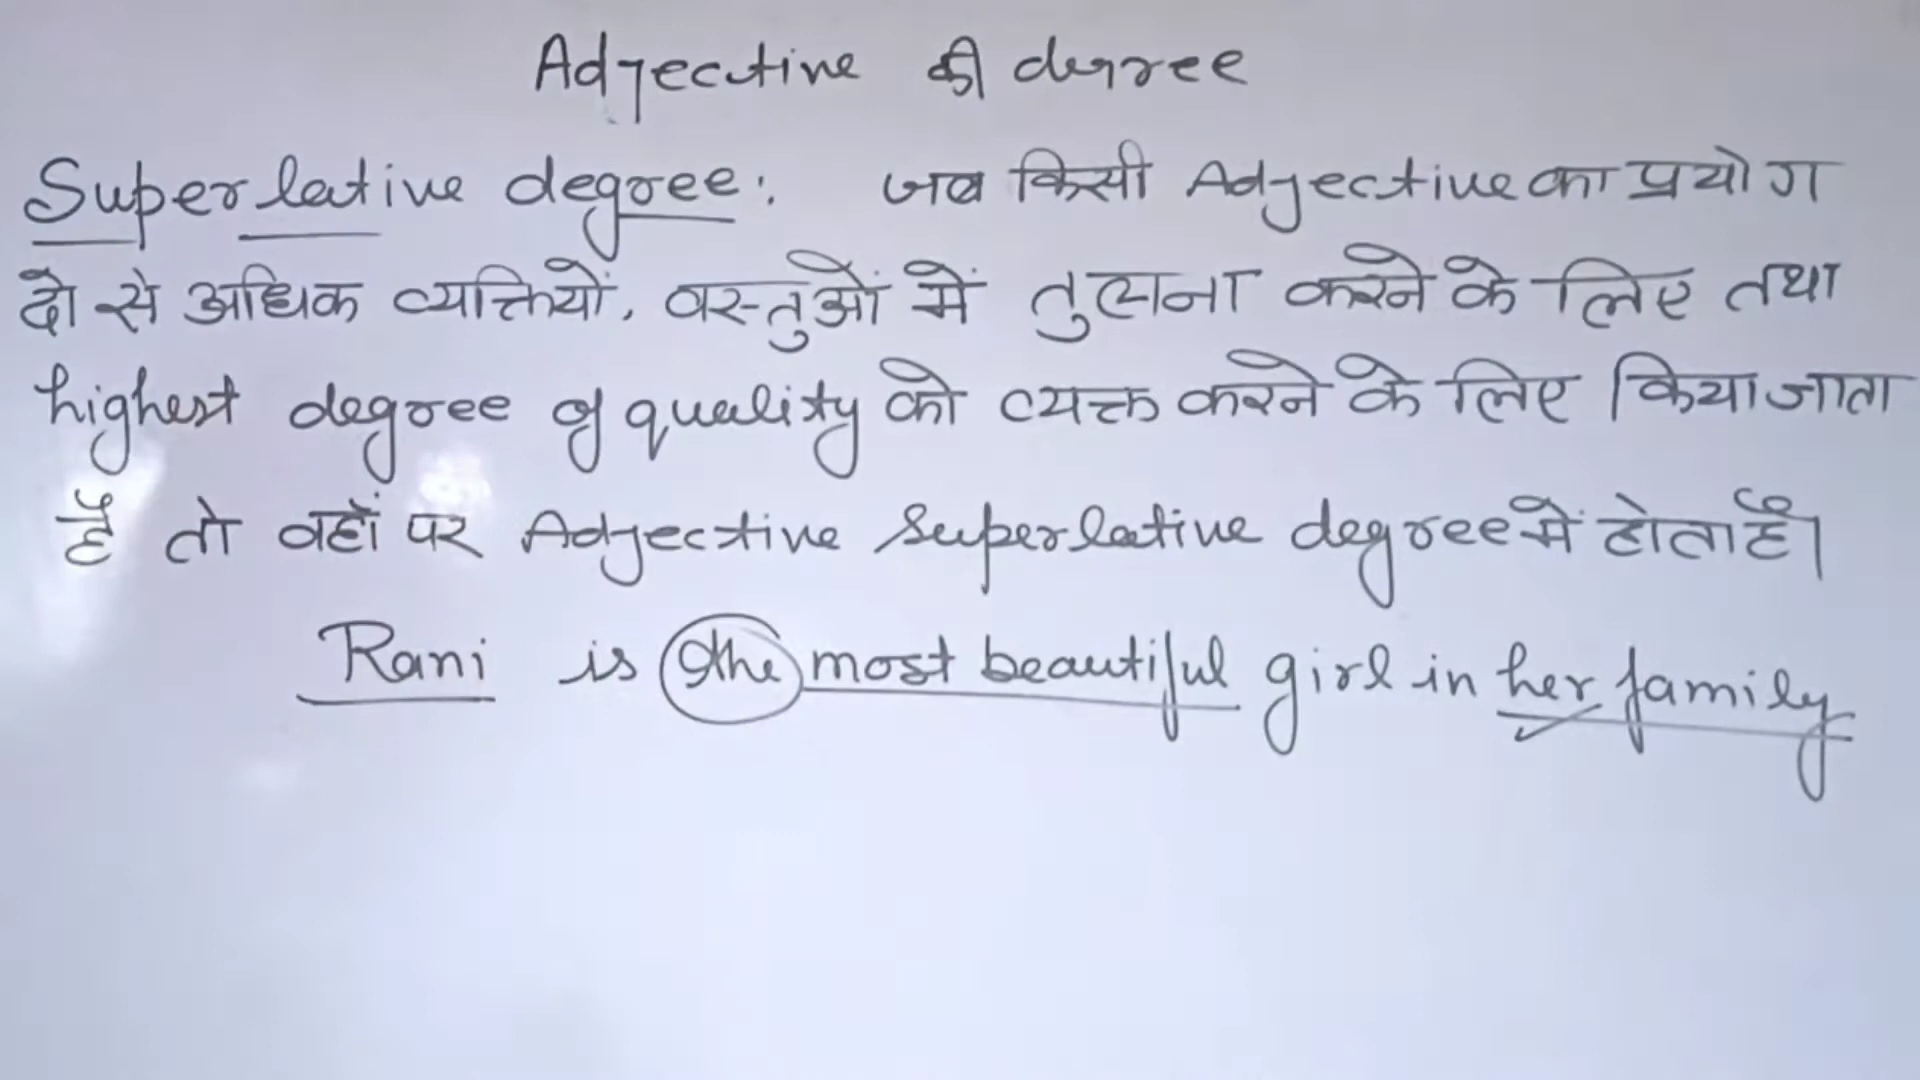 Adjective की degree
Superlative degree: जब किसी Adjective का प्रयोग
दो से अधिक व्यक्तियों, वस्तुओं में तुलना करने के लिए तथा
highest degree of quality को व्यक्त करने के लिए किया जाता
है तो वहाँ पर Adjective Superlative degree में होता है।
Rani is the most beautiful girl in her family